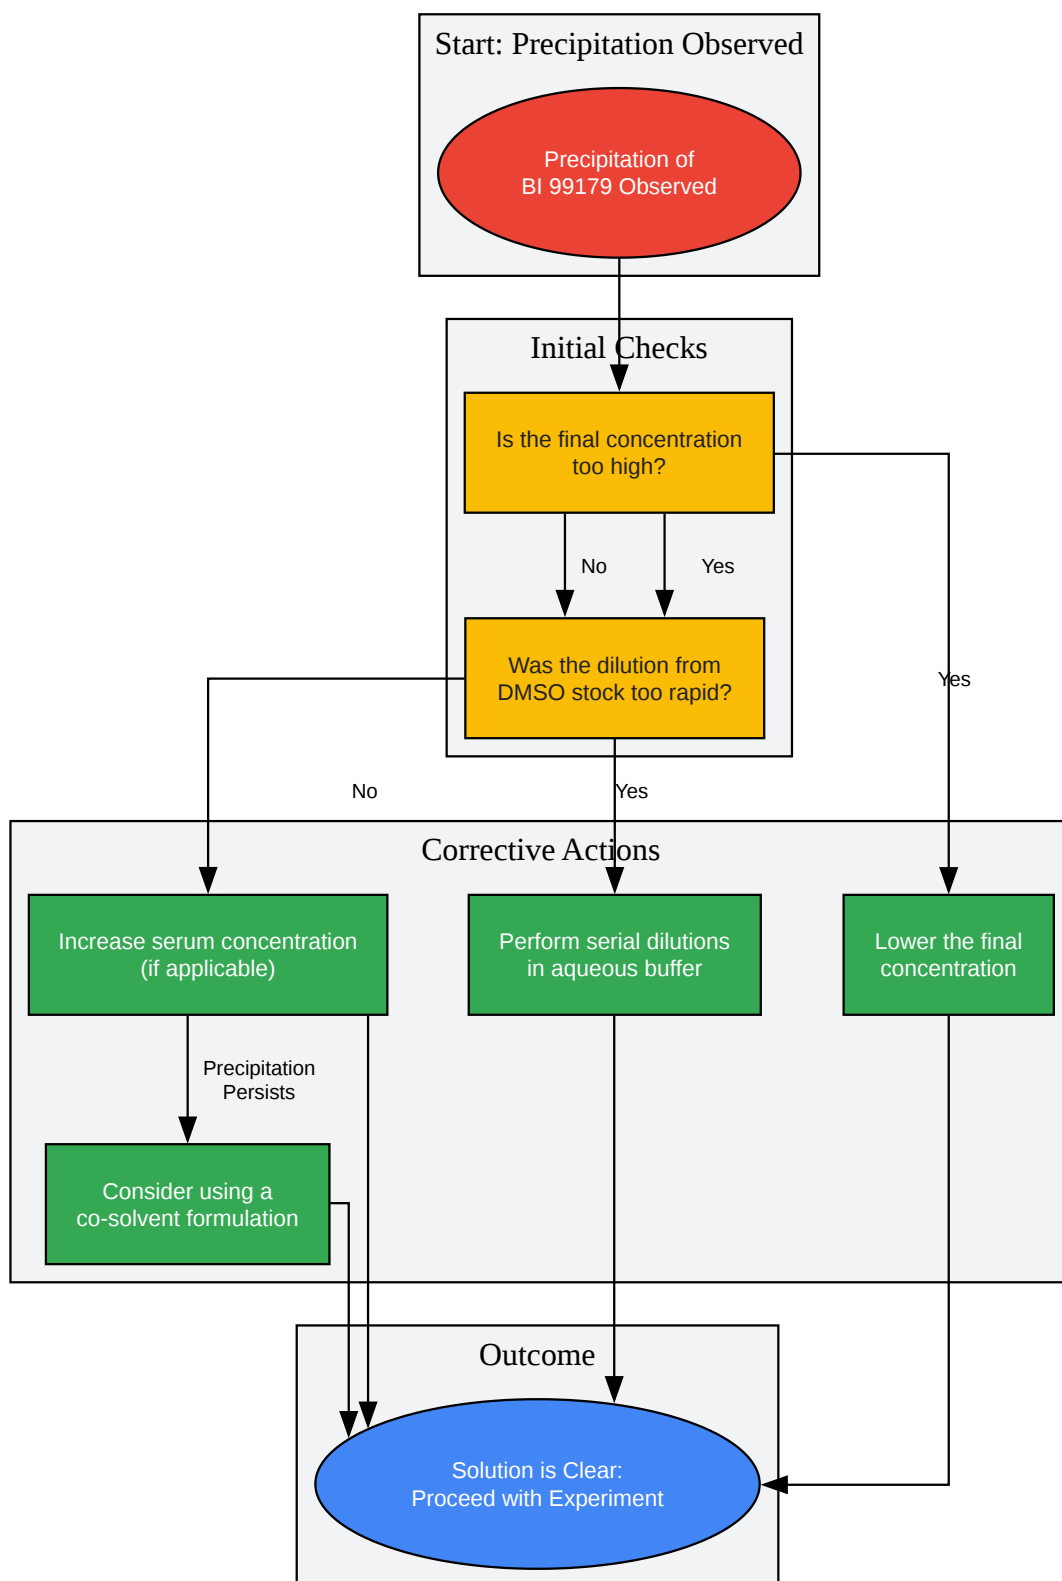 Start: Precipitation Observed
Precipitation of
BI 99179 Observed
Initial Checks
Is the final concentration
too high?
No
Yes
Was the dilution from
DMSO stock too rapid?
Yes
No
Yes
Corrective Actions
Increase serum concentration
(if applicable)
Perform serial dilutions
in aqueous buffer
Lower the final
concentration
Precipitation
Persists
Consider using a
co-solvent formulation
Outcome
Solution is Clear:
Proceed with Experiment